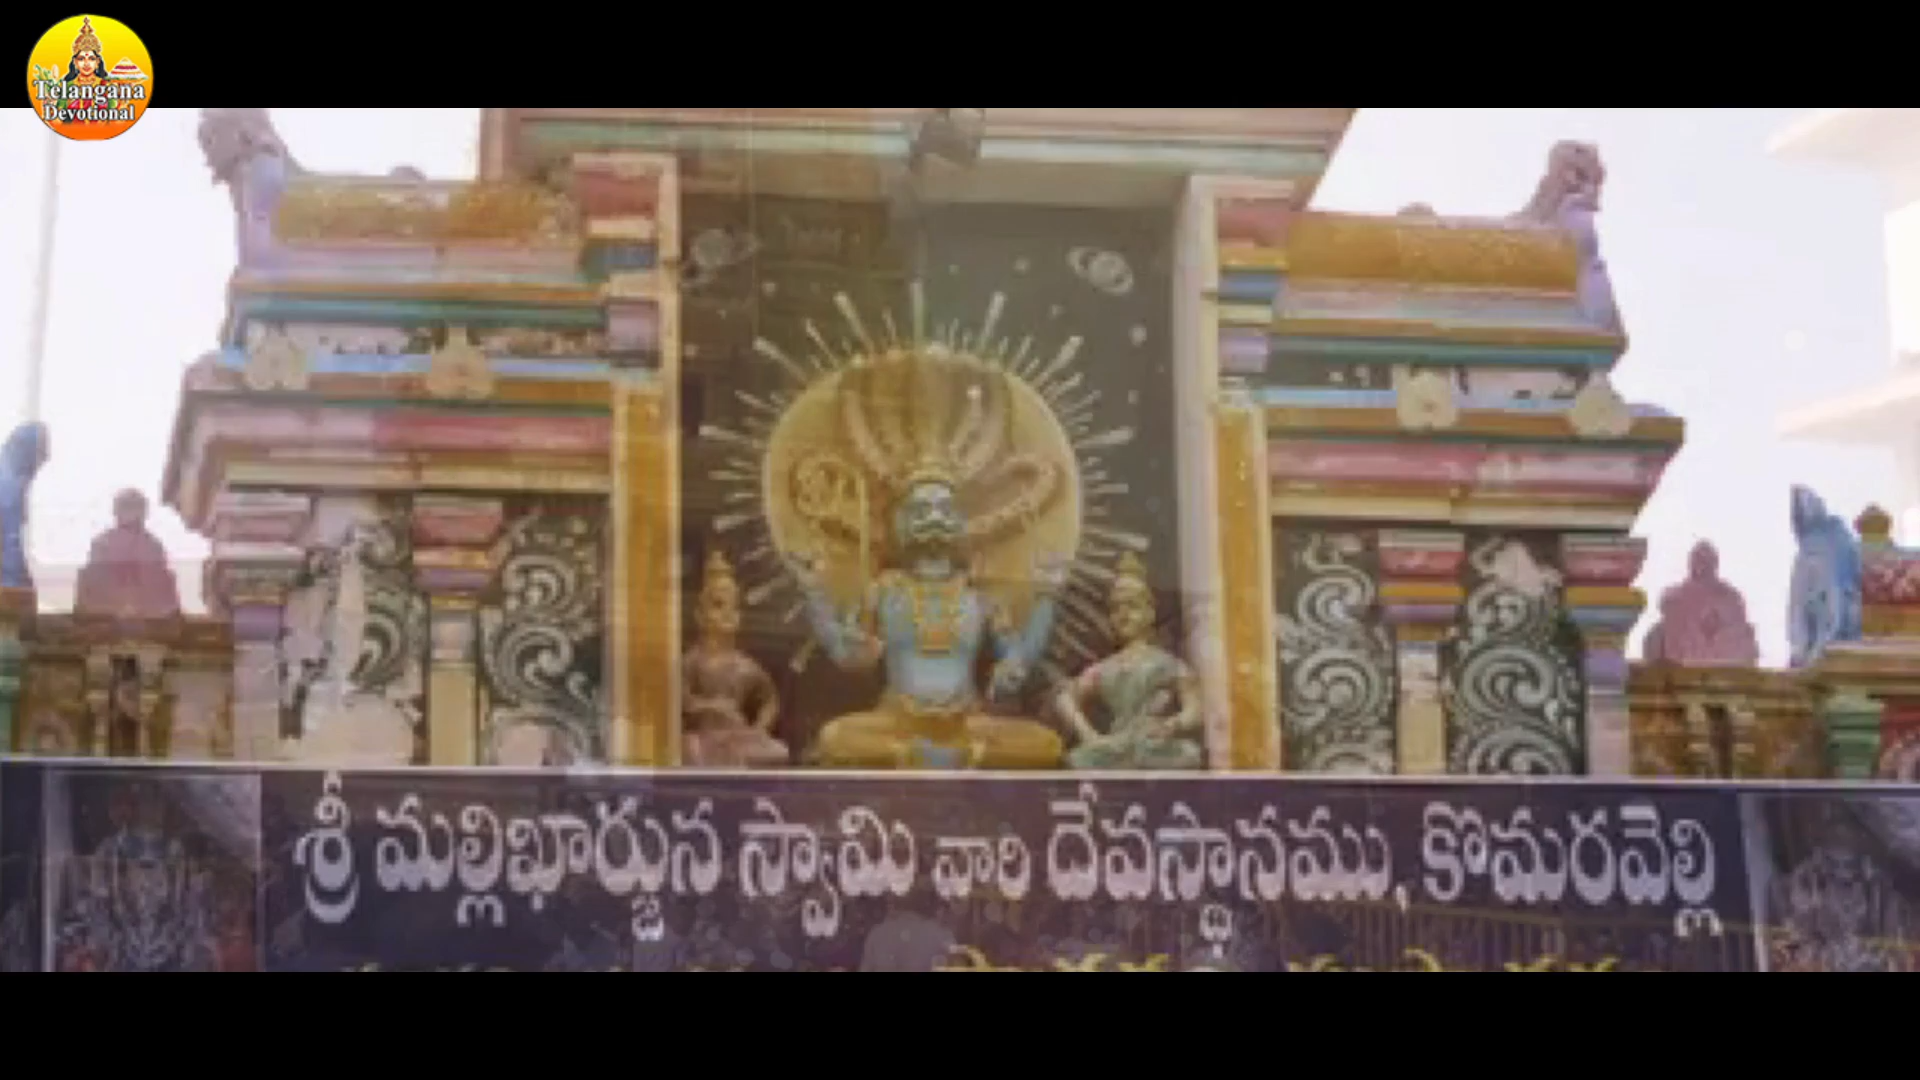 Telangana
Devotional
శ్రీ మల్లిఖార్జున స్వామి వారి దేవస్థానము, కొమరవెల్లి